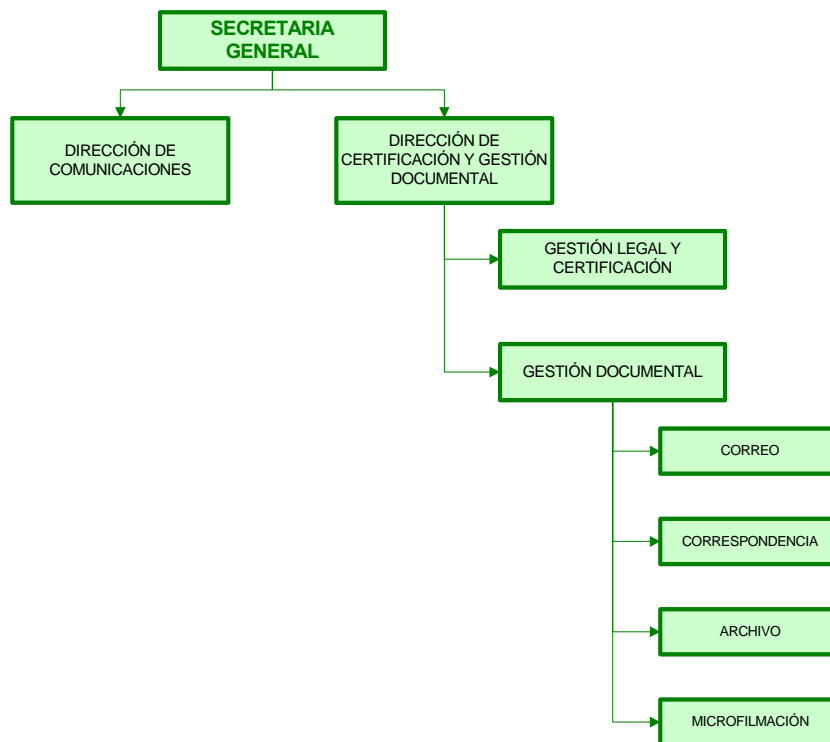 SECRETARIA
GENERAL
DIRECCIÓN DE
COMUNICACIONES
DIRECCIÓN DE
CERTIFICACIÓN Y GESTIÓN
DOCUMENTAL
GESTIÓN LEGAL Y
CERTIFICACIÓN
GESTIÓN DOCUMENTAL
CORREO
CORRESPONDENCIA
ARCHIVO
MICROFILMACIÓN